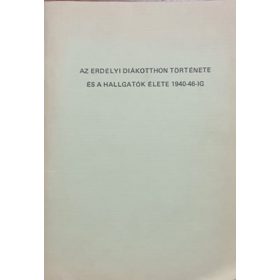 AZ ERDÉLYI DIÁKOTTHON TÖRTÉNETE
ÉS A HALLGATÓK ÉLETE 1940-46-IG